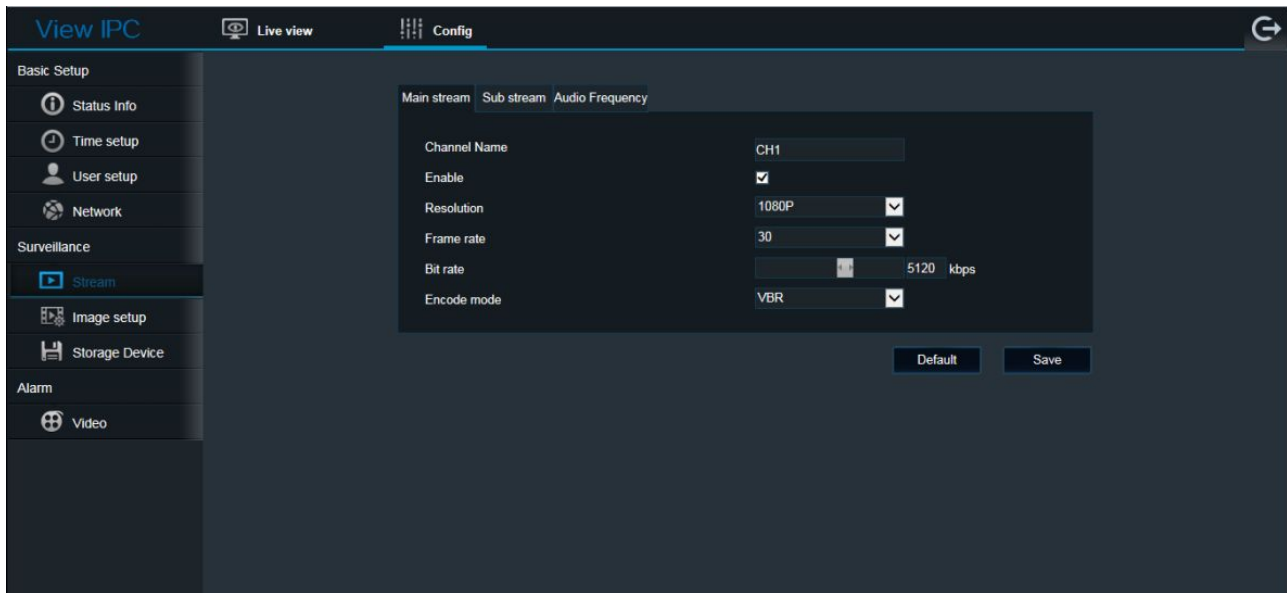 View IPC Live view Config
Basic Setup
Status Info
Time setup
User setup
Network
Surveillance
Stream
Image setup
Storage Device
Alarm
Video
Main stream Sub stream Audio Frequency
Channel Name CH1
Enable
Resolution 1080P
Frame rate 30
Bit rate 5120 kbps
Encode mode VBR
Default Save